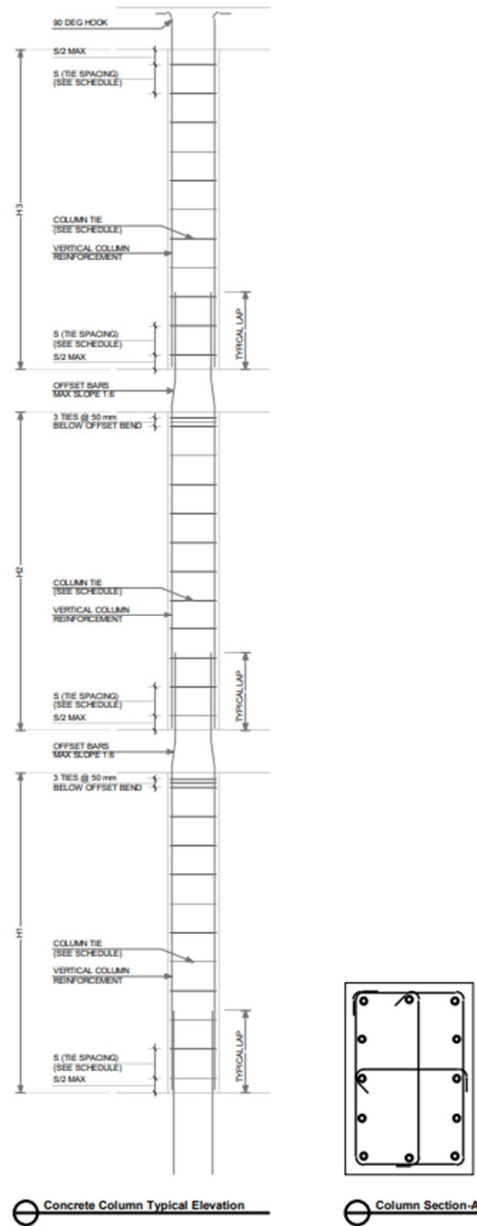 90 DEG HOOK
S/2 MAX
S (TIE SPACING)
(SEE SCHEDULE)
H3
COLUMN TIE
(SEE SCHEDULE)
VERTICAL COLUMN
REINFORCEMENT
TYPICAL LAP
S (TIE SPACING)
(SEE SCHEDULE)
S/2 MAX
OFFSET BARS
MAX SLOPE 1:6
3 TIES @ 50 mm
BELOW OFFSET BEND
H2
COLUMN TIE
(SEE SCHEDULE)
VERTICAL COLUMN
REINFORCEMENT
TYPICAL LAP
S (TIE SPACING)
(SEE SCHEDULE)
S/2 MAX
OFFSET BARS
MAX SLOPE 1:6
3 TIES @ 50 mm
BELOW OFFSET BEND
H1
COLUMN TIE
(SEE SCHEDULE)
VERTICAL COLUMN
REINFORCEMENT
TYPICAL LAP
S (TIE SPACING)
(SEE SCHEDULE)
S/2 MAX
Concrete Column Typical Elevation
Column Section-A